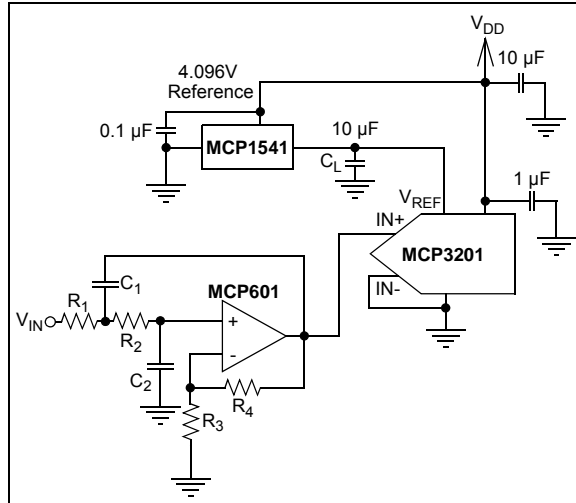 V_DD
10 µF
4.096V
Reference
0.1 µF
MCP1541
10 µF
C_L
1 µF
V_REF
IN+
MCP3201
IN-
C_1
MCP601
V_IN
R_1
R_2
+
-
C_2
R_4
R_3